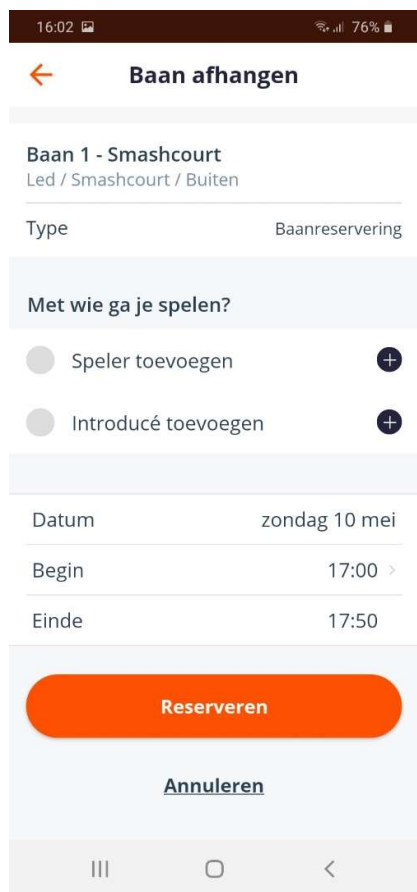 16:02 76%
Baan afhangen
Baan 1 - Smashcourt
Led / Smashcourt / Buiten
Type Baanreservering
Met wie ga je spelen?
Speler toevoegen
Introducé toevoegen
Datum zondag 10 mei
Begin 17:00
Einde 17:50
Reserveren
Annuleren